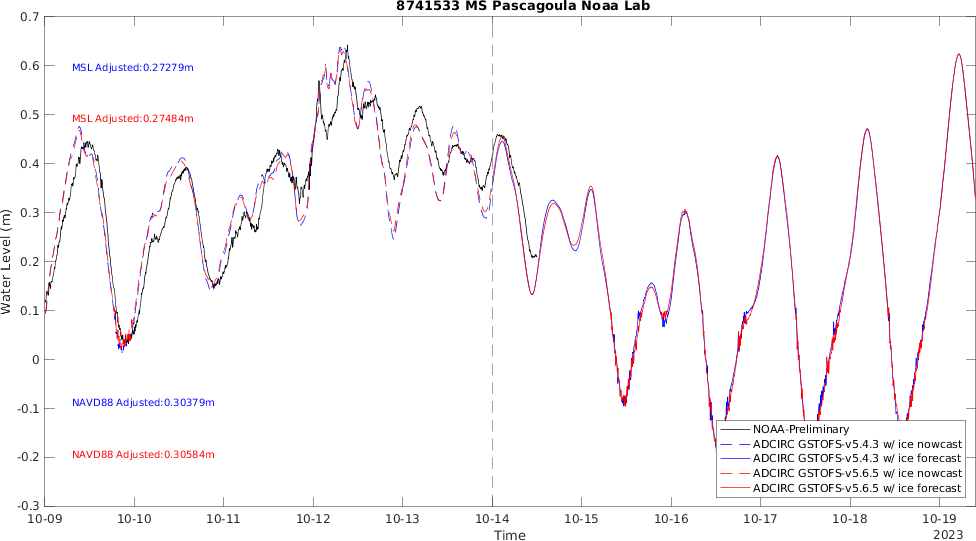 8741533 MS Pascagoula Noaa Lab
0.7
0.6
0.5
0.4
0.3
0.2
0.1
0
-0.1
-0.2
-0.3
Water Level (m)
MSL Adjusted:0.27279m
MSL Adjusted:0.27484m
NAVD88 Adjusted:0.30379m
NAVD88 Adjusted:0.30584m
NOAA-Preliminary
ADCIRC GSTOFS-v5.4.3 w/ ice nowcast
ADCIRC GSTOFS-v5.4.3 w/ ice forecast
ADCIRC GSTOFS-v5.6.5 w/ ice nowcast
ADCIRC GSTOFS-v5.6.5 w/ ice forecast
10-09 10-10 10-11 10-12 10-13 10-14 10-15 10-16 10-17 10-18 10-19
Time
2023